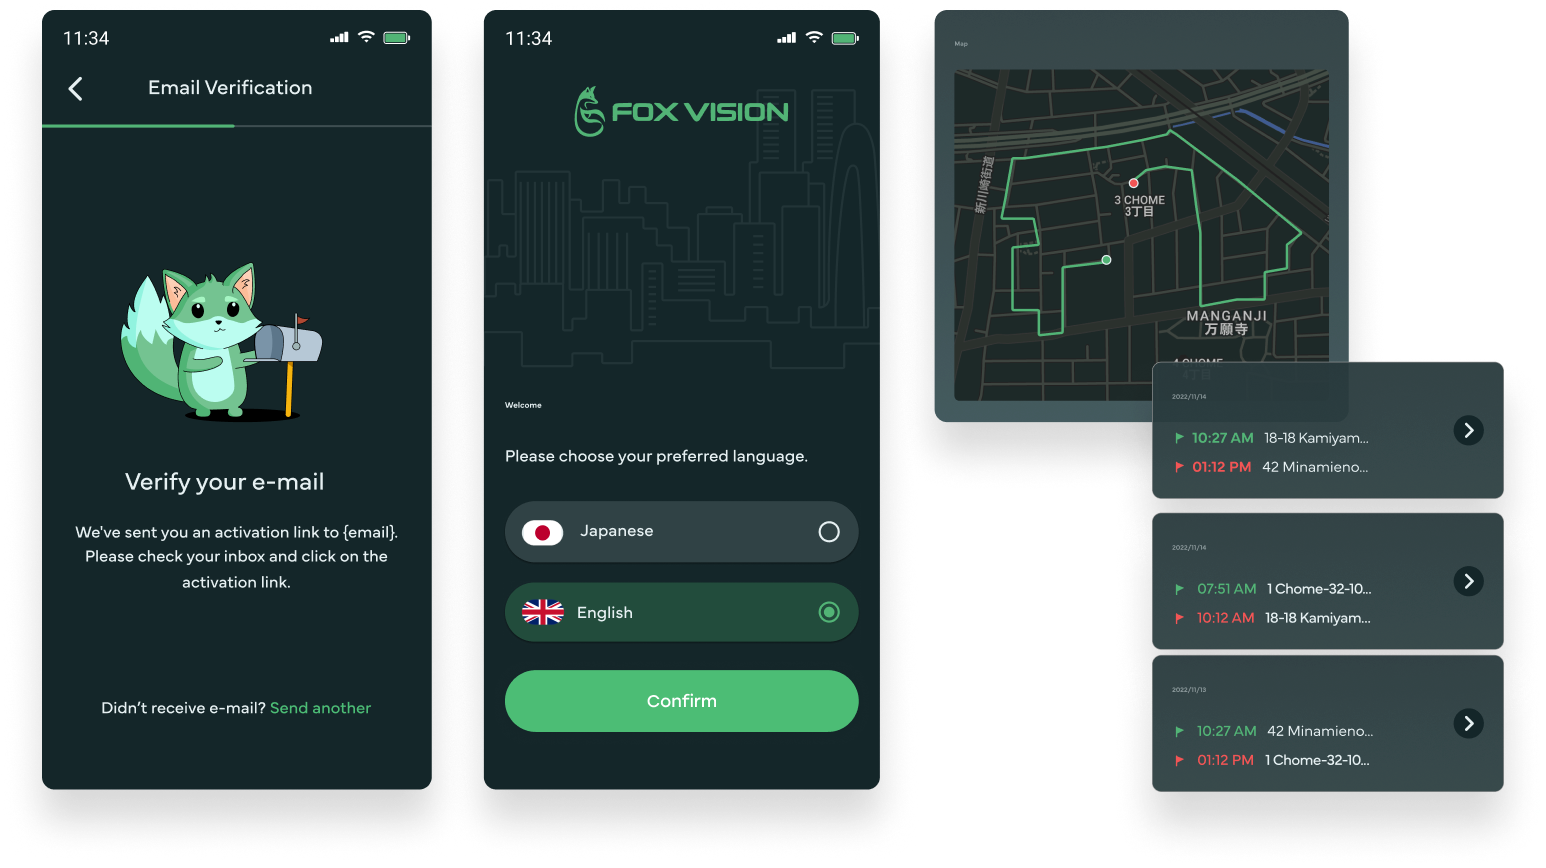 11:34
Email Verification
Verify your e-mail
We've sent you an activation link to {email}.
Please check your inbox and click on the
activation link.
Didn’t receive e-mail? Send another
11:34
FOX VISION
Welcome
Please choose your preferred language.
Japanese
English
Confirm
Map
新川崎街道
3 CHOME
3丁目
MANGANJI
万願寺
4 CHOME
4丁目
2022/11/14
10:27 AM 18-18 Kamiyam...
01:12 PM 42 Minamieno...
2022/11/14
07:51 AM 1 Chome-32-10...
10:12 AM 18-18 Kamiyam...
2022/11/13
10:27 AM 42 Minamieno...
01:12 PM 1 Chome-32-10...